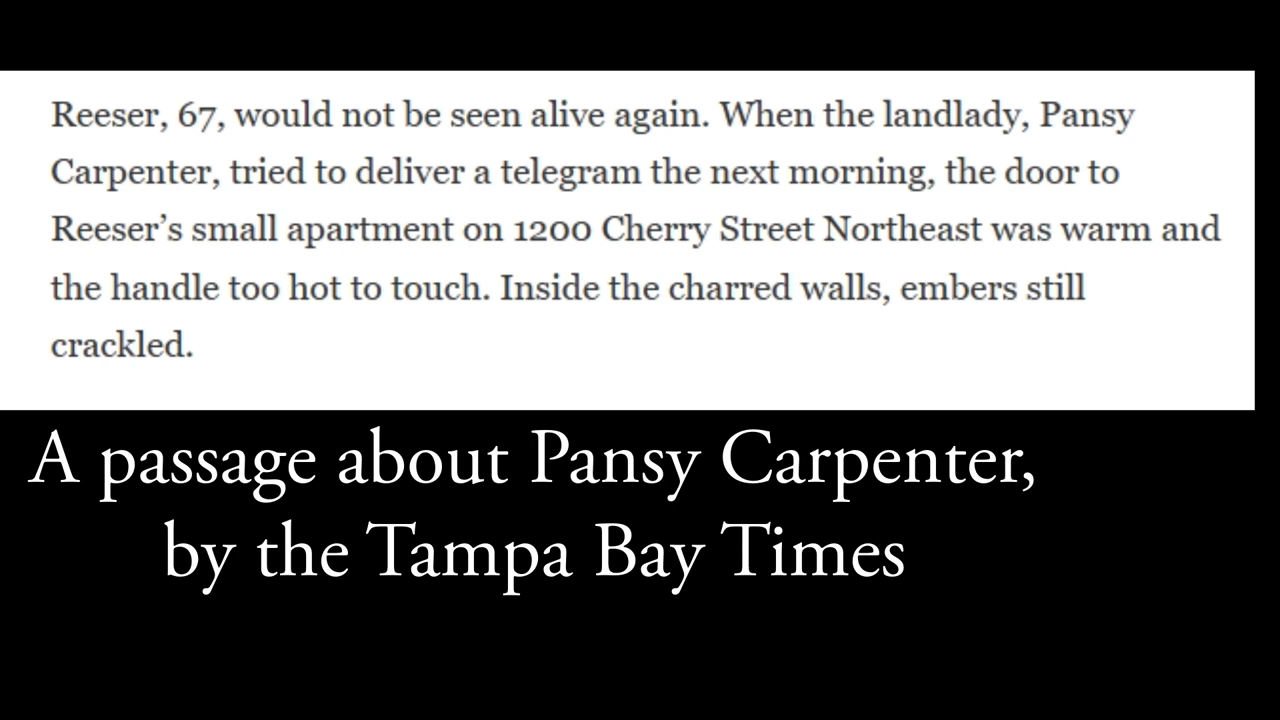 Reeser, 67, would not be seen alive again. When the landlady, Pansy
Carpenter, tried to deliver a telegram the next morning, the door to
Reeser’s small apartment on 1200 Cherry Street Northeast was warm and
the handle too hot to touch. Inside the charred walls, embers still
crackled.
A passage about Pansy Carpenter,
by the Tampa Bay Times